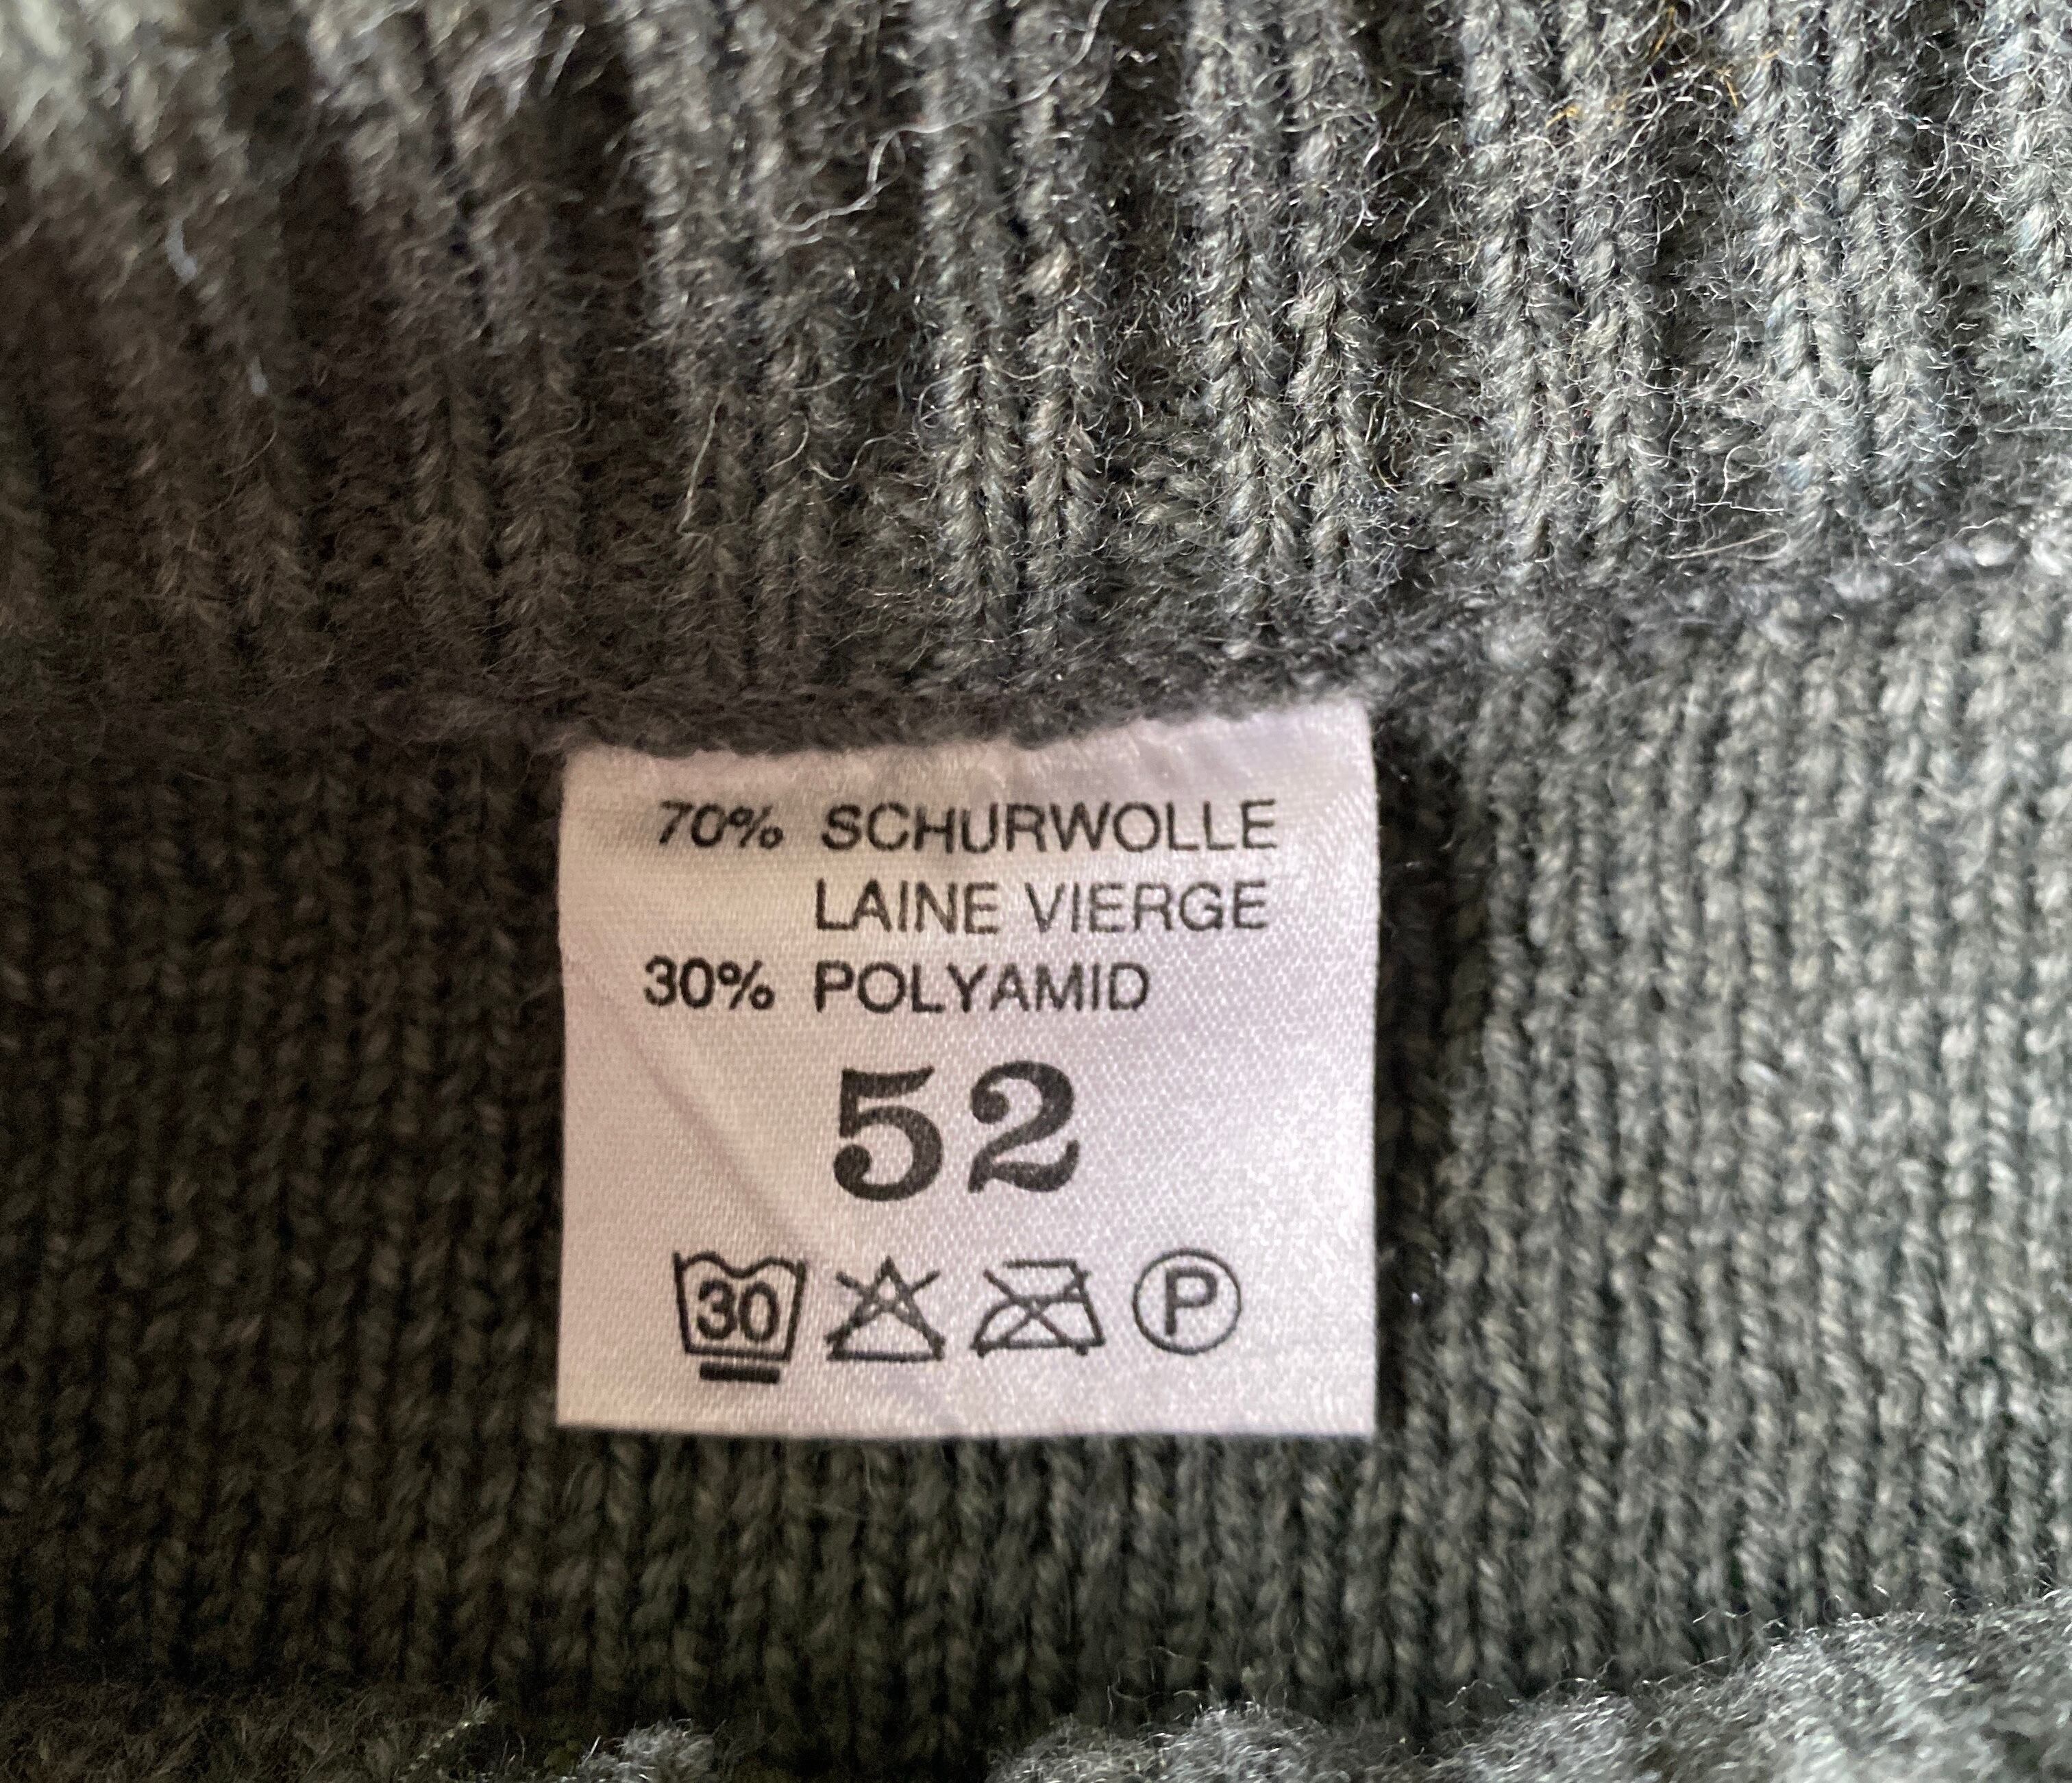 70% SCHURWOLLE
LAINE VIERGE
30% POLYAMID
52
30 P